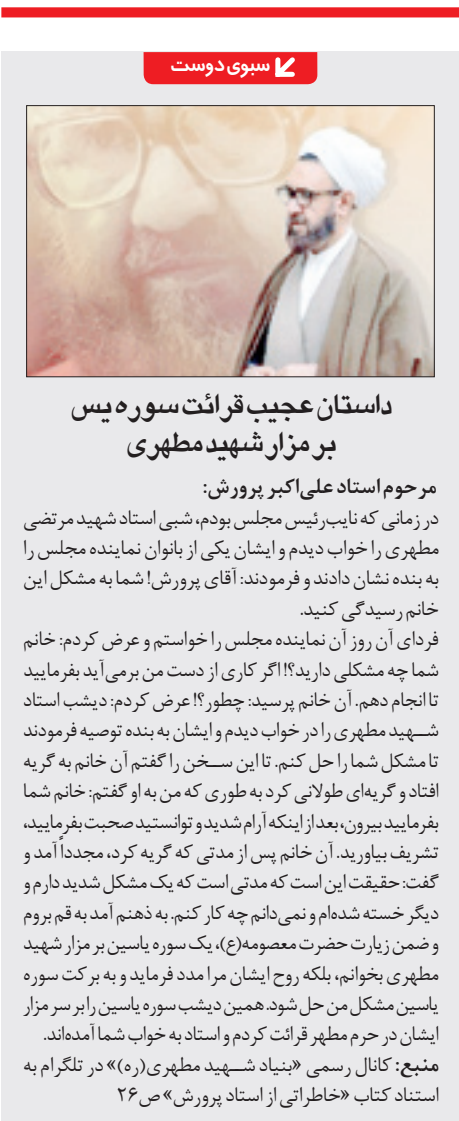 سبوی دوست
داستان عجیب قرائت سوره یس
بر مزار شهید مطهری
مرحوم استاد علی‌اکبر پرورش:
در زمانی که نایب‌رئیس مجلس بودم، شبی استاد شهید مرتضی
مطهری را خواب دیدم و ایشان یکی از بانوان نماینده مجلس را
به بنده نشان دادند و فرمودند: آقای پرورش! شما به مشکل این
خانم رسیدگی کنید.
فردای آن روز آن نماینده مجلس را خواستم و عرض کردم: خانم
شما چه مشکلی دارید؟! اگر کاری از دست من برمی‌آید بفرمایید
تا انجام دهم. آن خانم پرسید: چطور؟! عرض کردم: دیشب استاد
شهید مطهری را در خواب دیدم و ایشان به بنده توصیه فرمودند
تا مشکل شما را حل کنم. تا این سخن را گفتم آن خانم به گریه
افتاد و گریه‌ای طولانی کرد به طوری که من به او گفتم: خانم شما
بفرمایید بیرون، بعد از اینکه آرام شدید و توانستید صحبت بفرمایید،
تشریف بیاورید. آن خانم پس از مدتی که گریه کرد، مجدداً آمد و
گفت: حقیقت این است که مدتی است که یک مشکل شدید دارم و
دیگر خسته شده‌ام و نمی‌دانم چه کار کنم. به ذهنم آمد به قم بروم
و ضمن زیارت حضرت معصومه(ع)، یک سوره یاسین بر مزار شهید
مطهری بخوانم، بلکه روح ایشان مرا مدد فرماید و به برکت سوره
یاسین مشکل من حل شود. همین دیشب سوره یاسین را بر سر مزار
ایشان در حرم مطهر قرائت کردم و استاد به خواب شما آمده‌اند.
منبع: کانال رسمی «بنیاد شهید مطهری(ره)» در تلگرام به
استناد کتاب «خاطراتی از استاد پرورش» ص۲۶